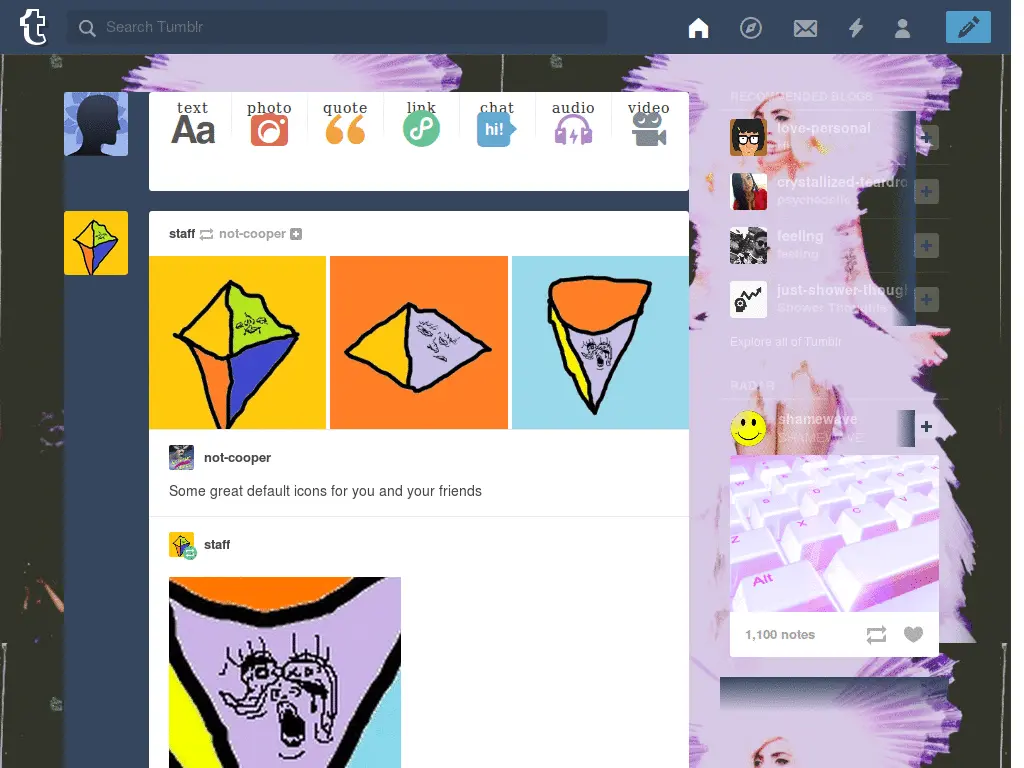 Search Tumblr
text photo quote link chat audio video
Aa
hi!
staff not-cooper
not-cooper
Some great default icons for you and your friends
staff
RECOMMENDED BLOGS
love-personal
crystallized-teardro
psychedelic
feeling
feeling
just-shower-though
Shower Thoughts
Explore all of Tumblr
RADAR
shamewave
SHAMEWAVE
Z X C V
Alt
1,100 notes